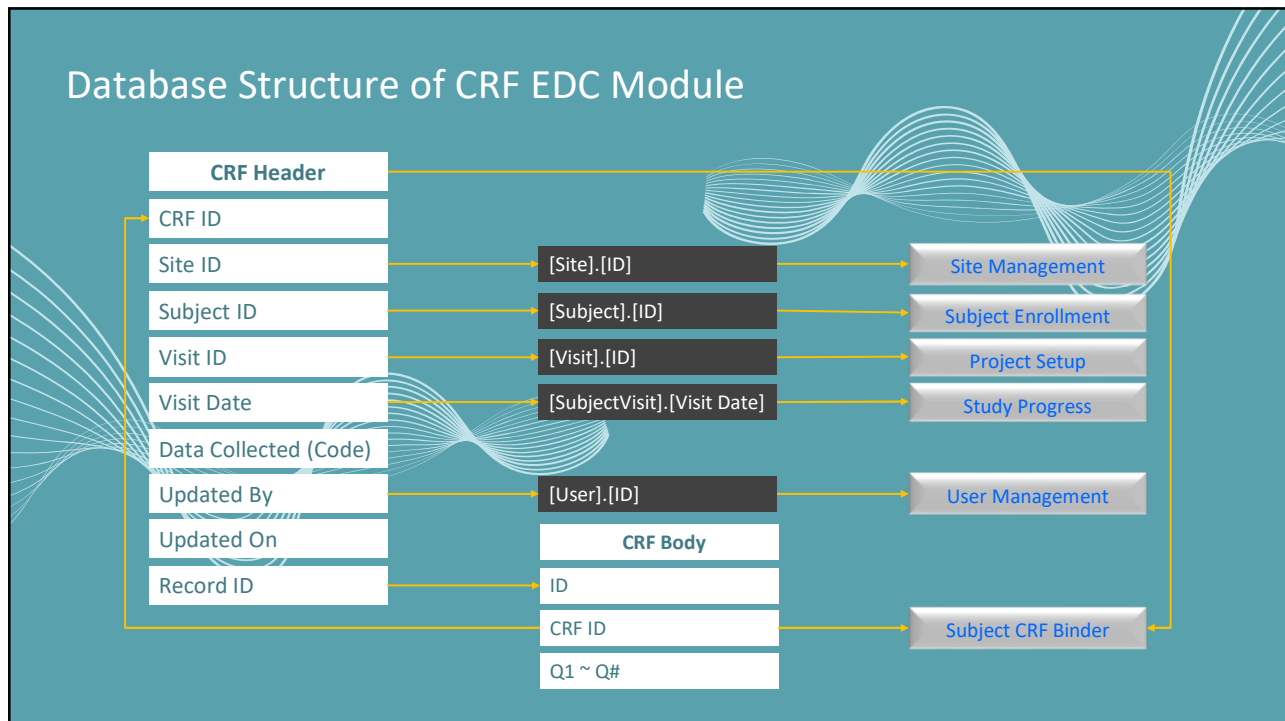 Database Structure of CRF EDC Module
CRF Header
CRF ID
Site ID
[Site].[ID]
Site Management
Subject ID
[Subject].[ID]
Subject Enrollment
Visit ID
[Visit].[ID]
Project Setup
Visit Date
[SubjectVisit].[Visit Date]
Study Progress
Data Collected (Code)
Updated By
[User].[ID]
User Management
Updated On
CRF Body
Record ID
ID
CRF ID
Subject CRF Binder
Q1 ~ Q#